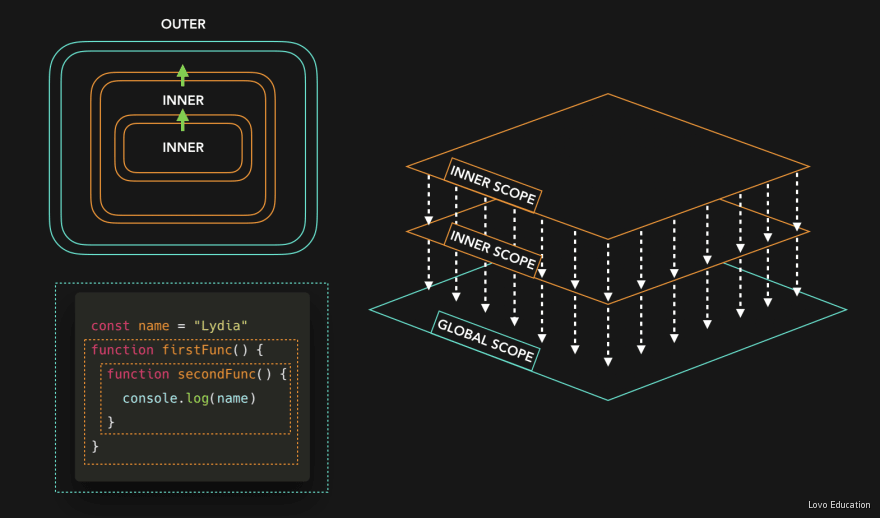 OUTER
INNER
INNER
const name = "Lydia"
function firstFunc() {
function secondFunc() {
console.log(name)
}
}
INNER SCOPE
INNER SCOPE
GLOBAL SCOPE
Lovo Education